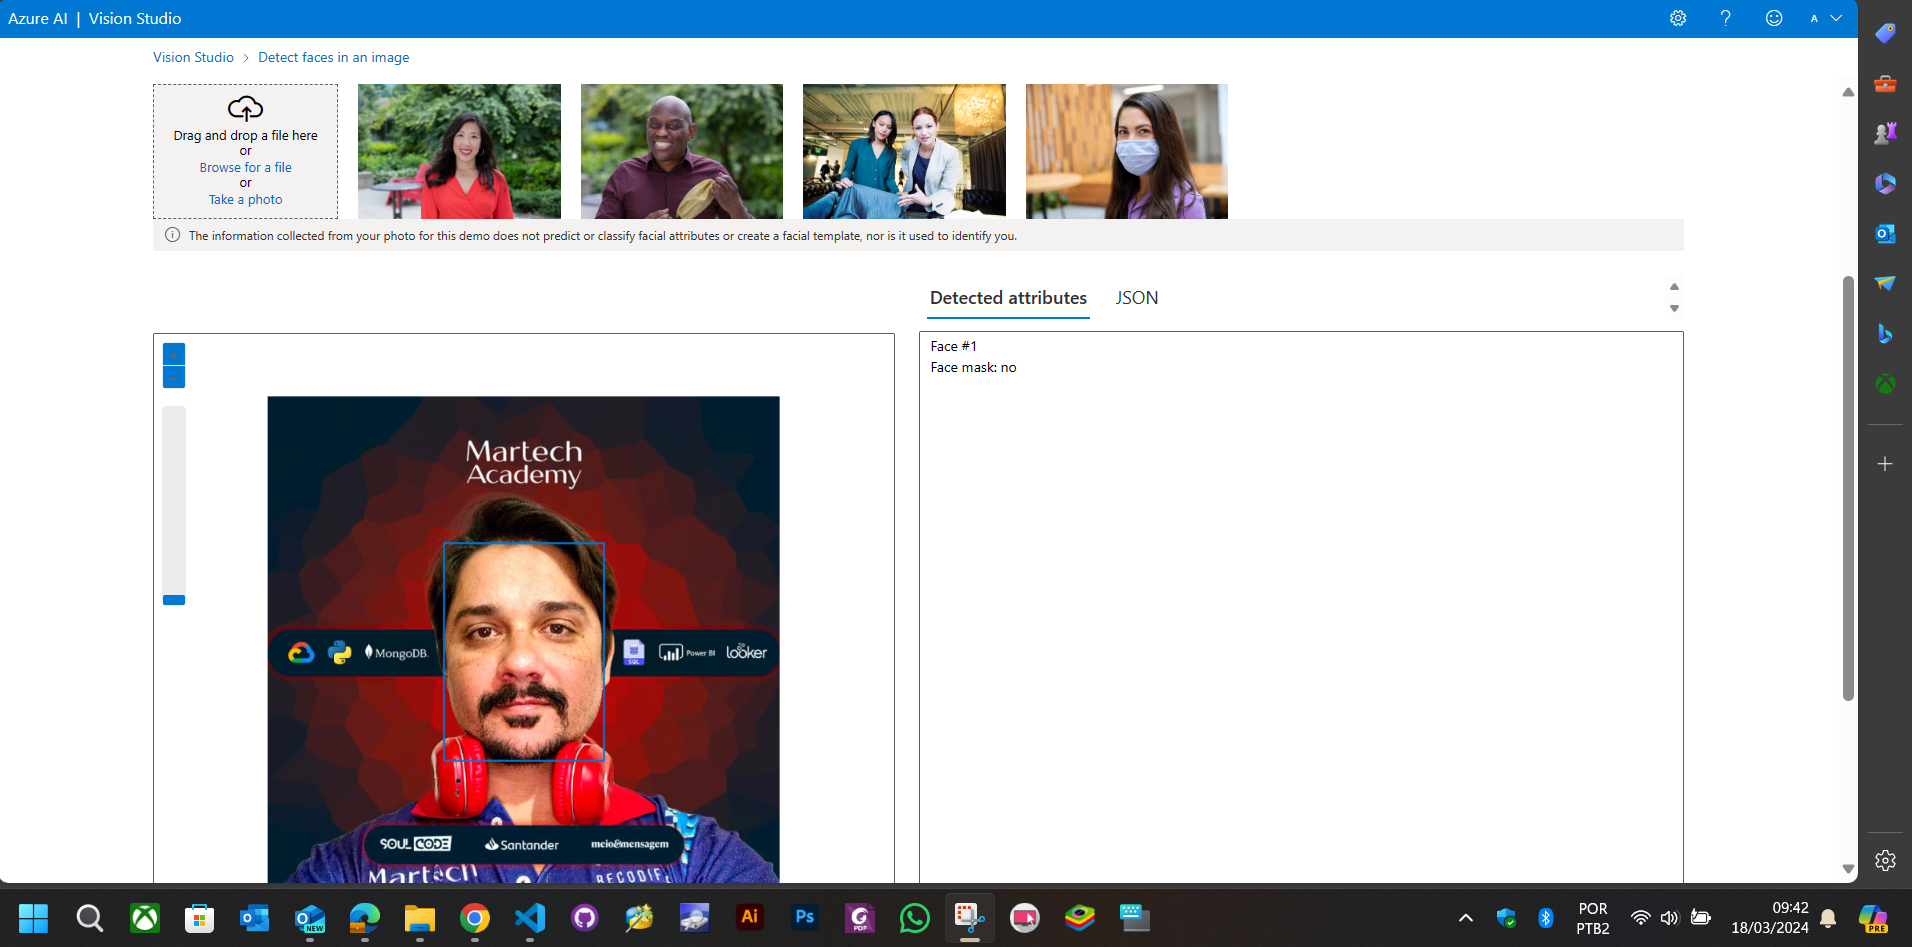 Azure AI | Vision Studio
A
Vision Studio > Detect faces in an image
Drag and drop a file here
or
Browse for a file
or
Take a photo
The information collected from your photo for this demo does not predict or classify facial attributes or create a facial template, nor is it used to identify you.
Detected attributes
JSON
Face #1
Face mask: no
Martech
Academy
MongoDB.
SQL
Power BI
looker
SOUL CODE
Santander
meio&mensagem
Martech
RECODIF
NEW
Ai
Ps
PDF
POR
PTB2
09:42
18/03/2024
PRE